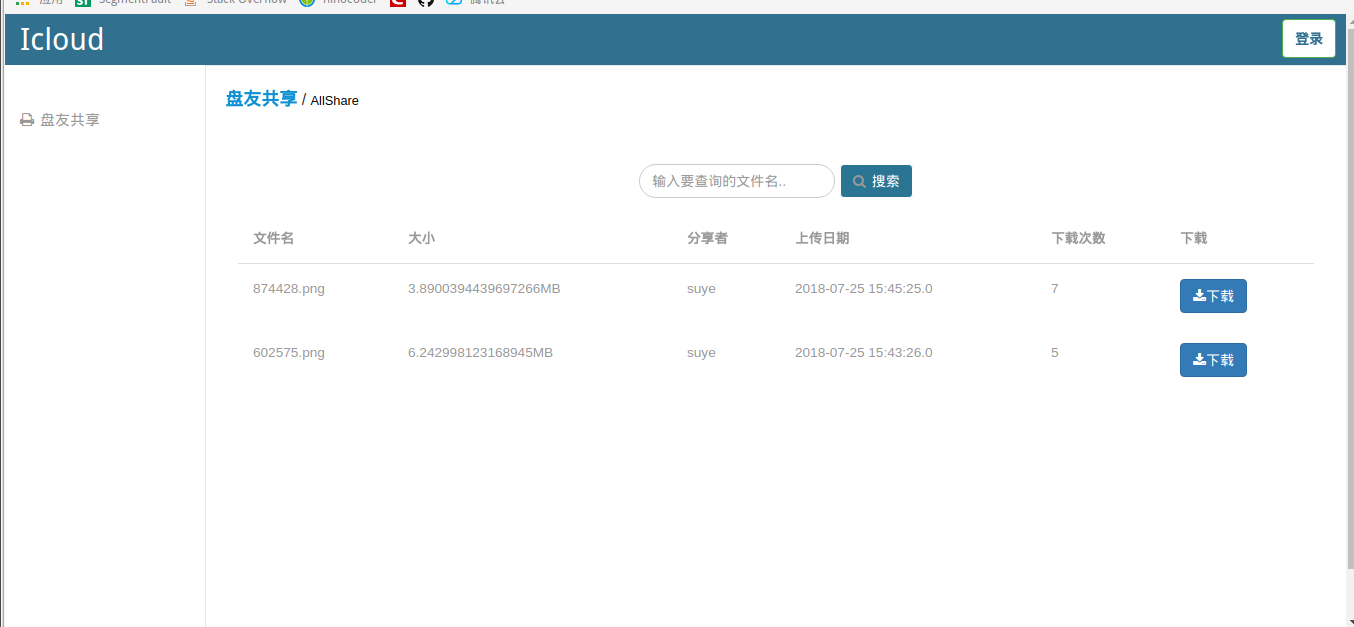 应用 SegmentFault Stack Overflow hihocoder 腾讯云
Icloud
登录
盘友共享 / AllShare
盘友共享
输入要查询的文件名.. 搜索
文件名 大小 分享者 上传日期 下载次数 下载
874428.png 3.8900394439697266MB suye 2018-07-25 15:45:25.0 7 下载
602575.png 6.242998123168945MB suye 2018-07-25 15:43:26.0 5 下载